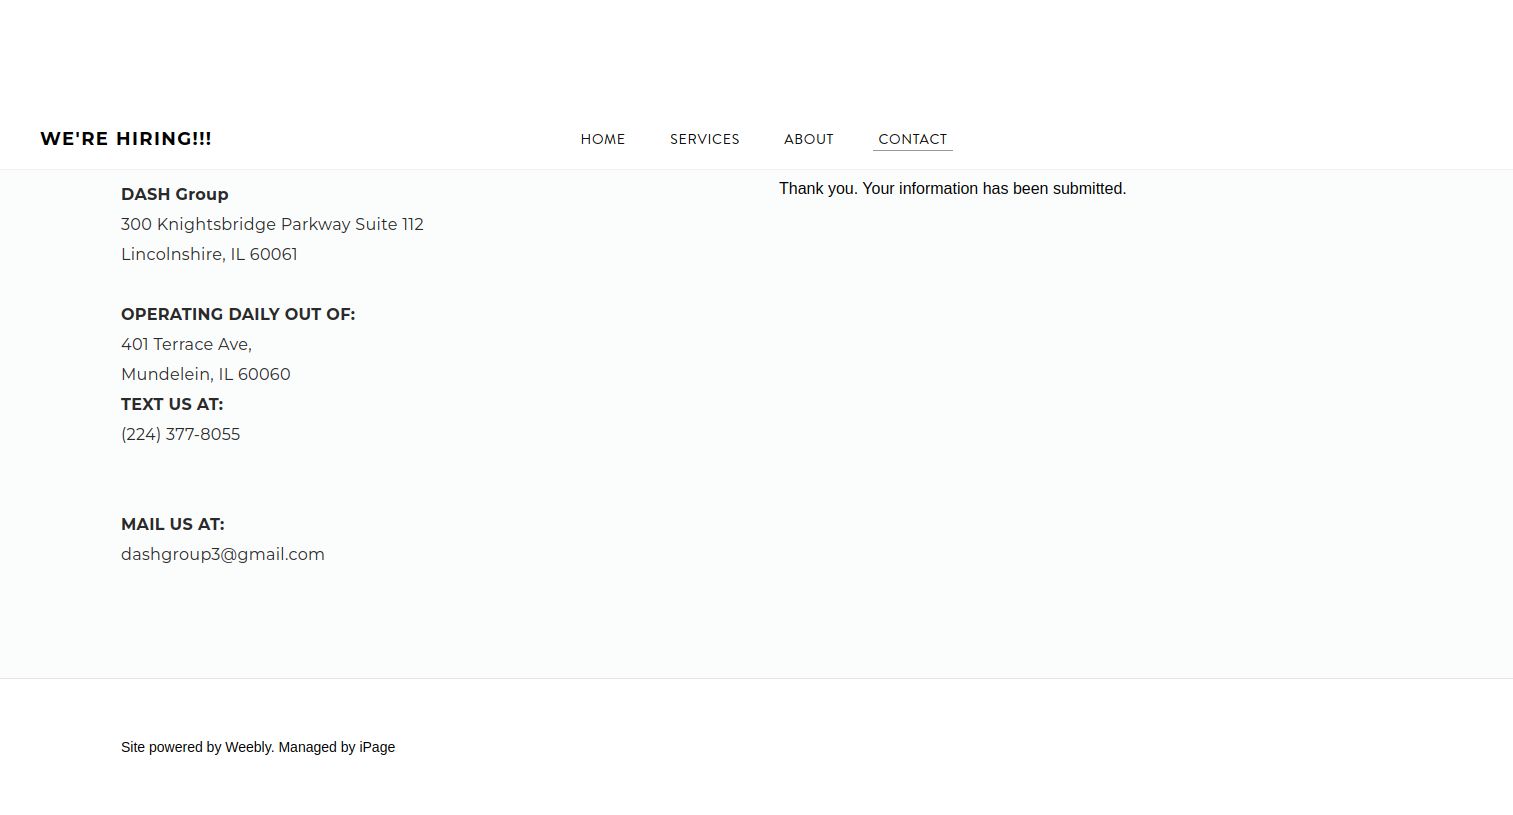 WE'RE HIRING!!!
HOME
SERVICES
ABOUT
CONTACT
DASH Group
300 Knightsbridge Parkway Suite 112
Lincolnshire, IL 60061
OPERATING DAILY OUT OF:
401 Terrace Ave,
Mundelein, IL 60060
TEXT US AT:
(224) 377-8055
MAIL US AT:
dashgroup3@gmail.com
Thank you. Your information has been submitted.
Site powered by Weebly. Managed by iPage